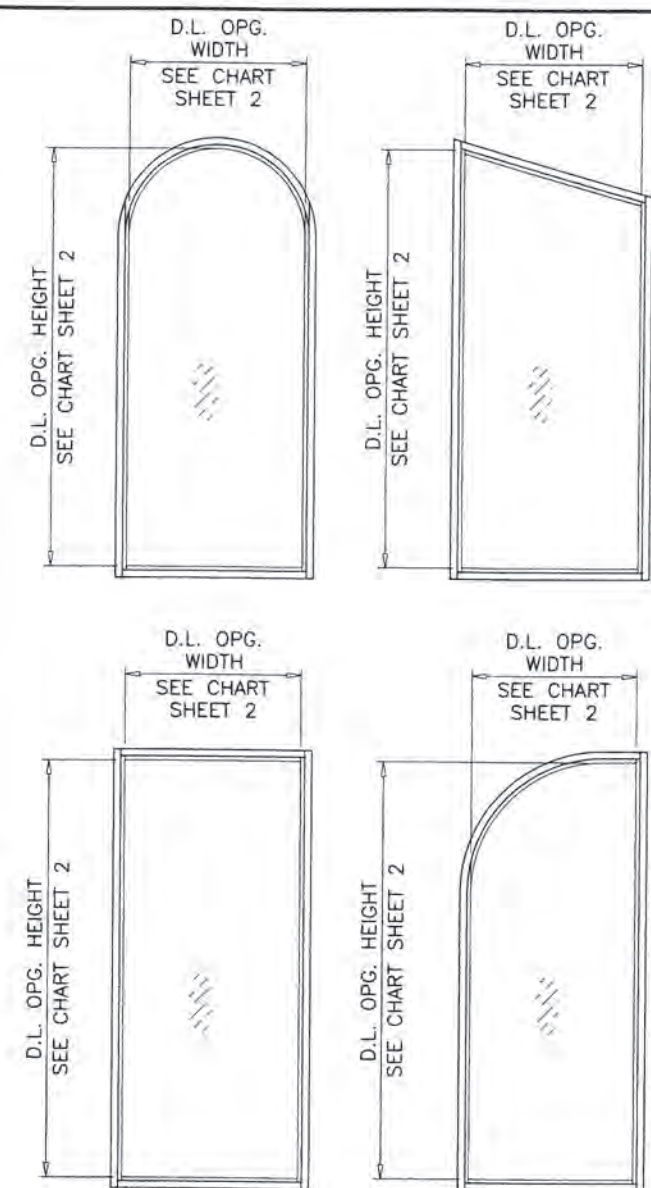 D.L. OPG.
WIDTH
SEE CHART
SHEET 2
D.L. OPG. HEIGHT
SEE CHART SHEET 2
D.L. OPG.
WIDTH
SEE CHART
SHEET 2
D.L. OPG. HEIGHT
SEE CHART SHEET 2
D.L. OPG.
WIDTH
SEE CHART
SHEET 2
D.L. OPG. HEIGHT
SEE CHART SHEET 2
D.L. OPG.
WIDTH
SEE CHART
SHEET 2
D.L. OPG. HEIGHT
SEE CHART SHEET 2